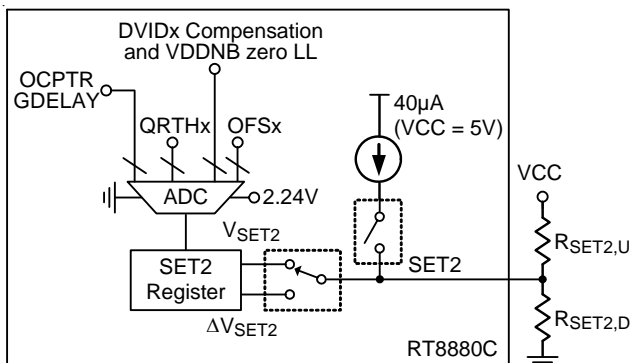 DVIDx Compensation
and VDDNB zero LL
OCPTR
GDELAY
QRTHx
OFSx
40µA
(VCC = 5V)
VCC
ADC
2.24V
VSET2
SET2
Register
SET2
RSET2,U
RSET2,D
ΔVSET2
RT8880C